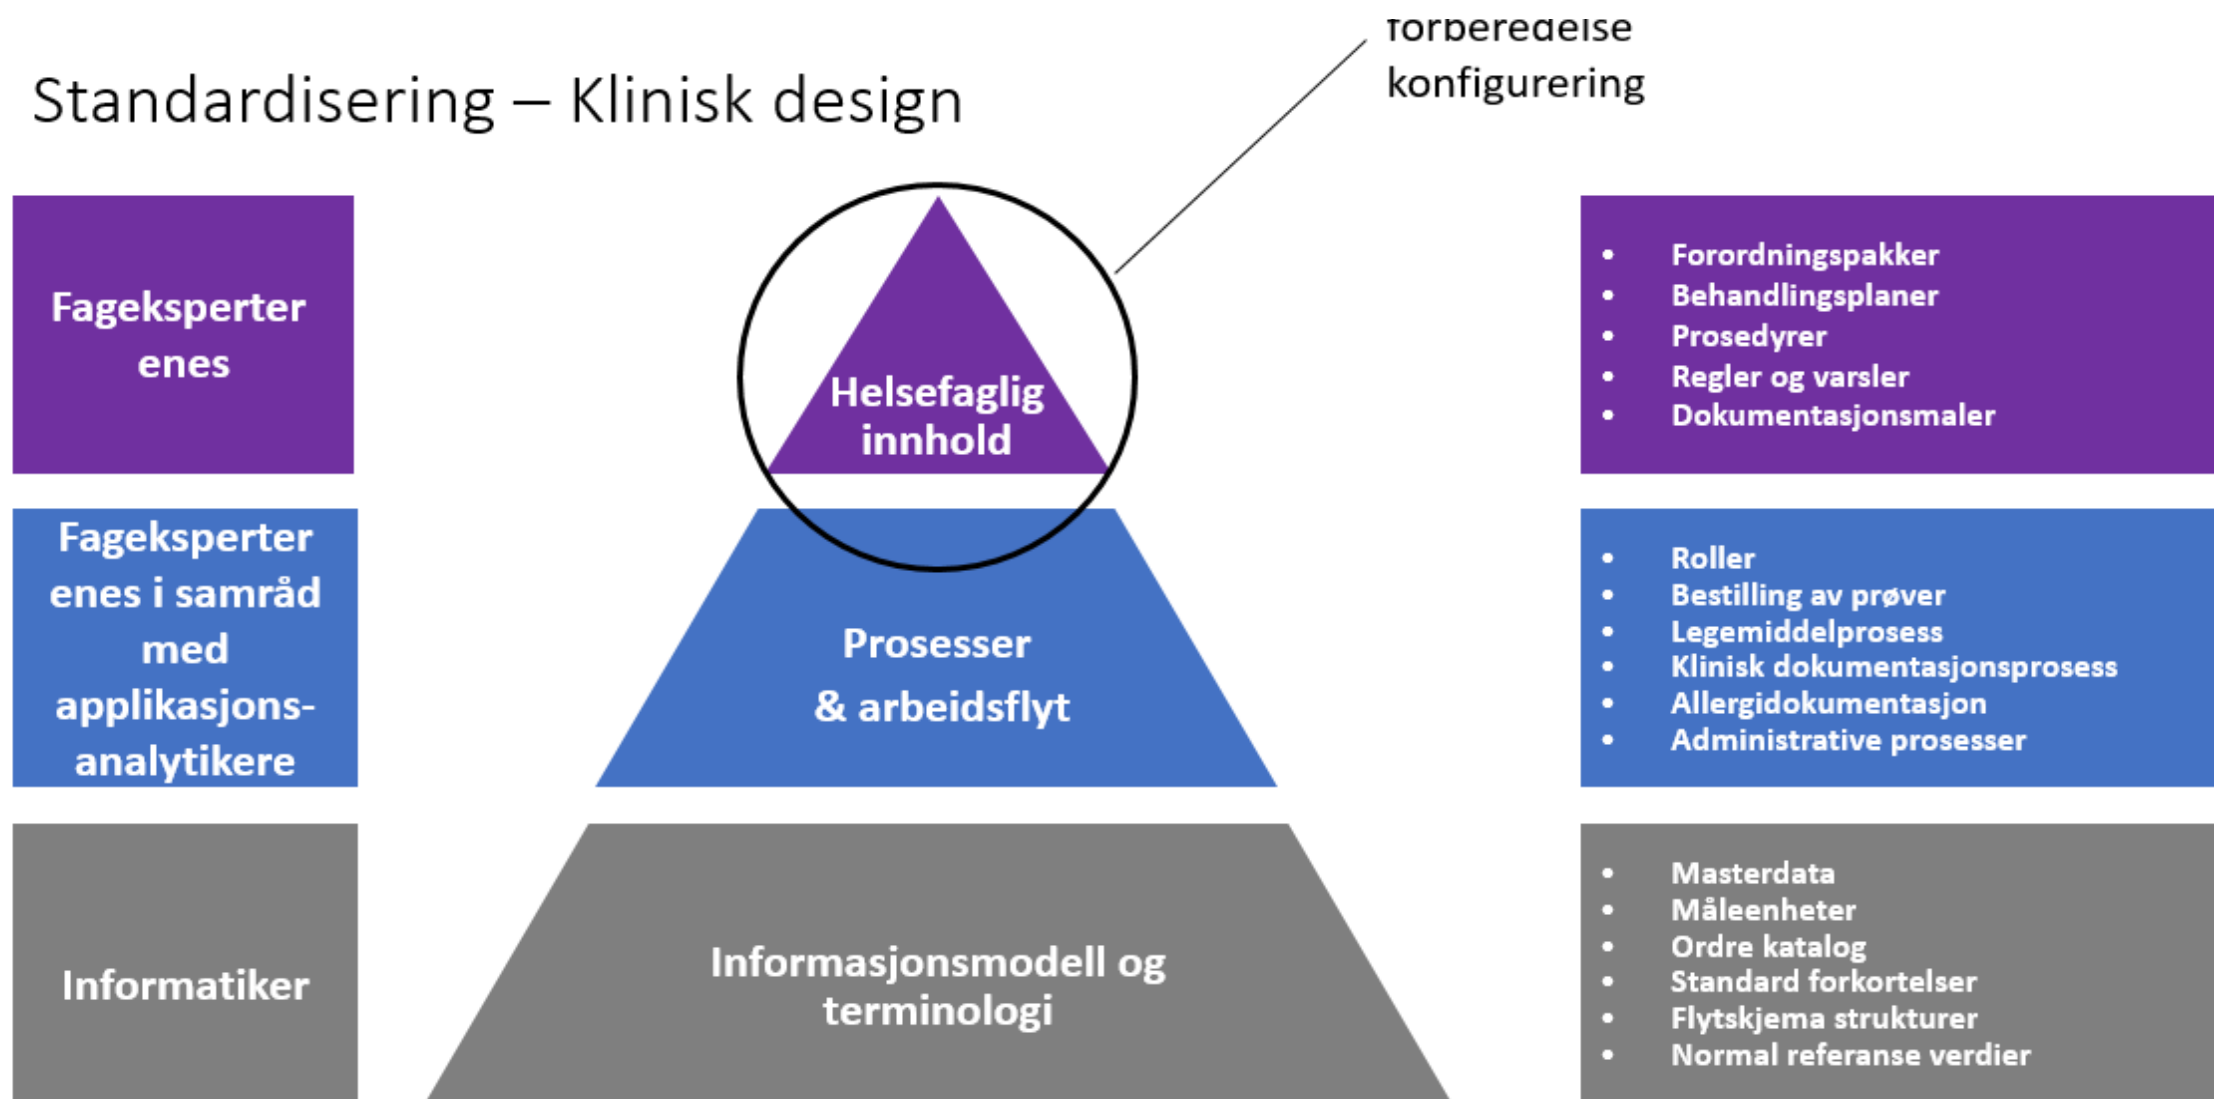 forberedelse
konfigurering
Standardisering – Klinisk design
Fageksperter
enes
Helsefaglig
innhold
• Forordningspakker
• Behandlingsplaner
• Prosedyrer
• Regler og varsler
• Dokumentasjonsmaler
Fageksperter
enes i samråd
med
applikasjons-
analytikere
Prosesser
& arbeidsflyt
• Roller
• Bestilling av prøver
• Legemiddelprosess
• Klinisk dokumentasjonsprosess
• Allergidokumentasjon
• Administrative prosesser
Informatiker
Informasjonsmodell og
terminologi
• Masterdata
• Måleenheter
• Ordre katalog
• Standard forkortelser
• Flytskjema strukturer
• Normal referanse verdier